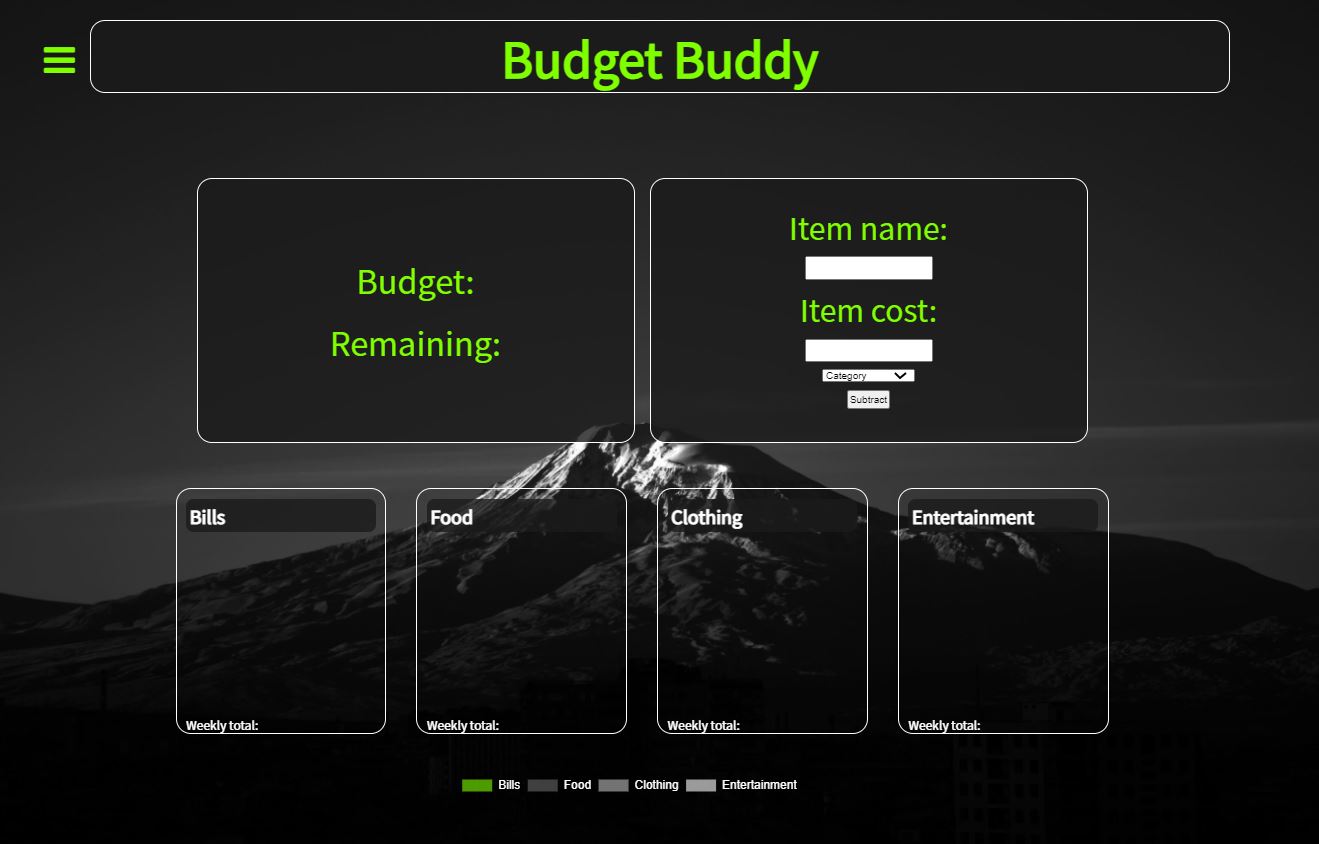 Budget Buddy
Budget:
Remaining:
Item name:
Item cost:
Category
Subtract
Bills
Food
Clothing
Entertainment
Weekly total:
Weekly total:
Weekly total:
Weekly total:
Bills
Food
Clothing
Entertainment